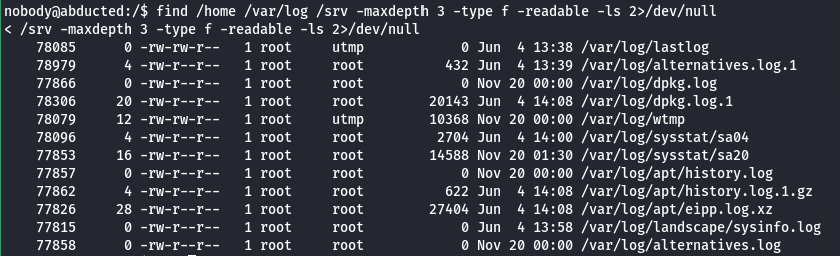 nobody@abducted:/$ find /home /var/log /srv -maxdepth 3 -type f -readable -ls 2>/dev/null
< /srv -maxdepth 3 -type f -readable -ls 2>/dev/null
78085 0 -rw-rw-r-- 1 root utmp 0 Jun 4 13:38 /var/log/lastlog
78979 4 -rw-r--r-- 1 root root 432 Jun 4 13:39 /var/log/alternatives.log.1
77866 0 -rw-r--r-- 1 root root 0 Nov 20 00:00 /var/log/dpkg.log
78306 20 -rw-r--r-- 1 root root 20143 Jun 4 14:08 /var/log/dpkg.log.1
78079 12 -rw-rw-r-- 1 root utmp 10368 Nov 20 00:00 /var/log/wtmp
78096 4 -rw-r--r-- 1 root root 2704 Jun 4 14:00 /var/log/sysstat/sa04
77853 16 -rw-r--r-- 1 root root 14588 Nov 20 01:30 /var/log/sysstat/sa20
77857 0 -rw-r--r-- 1 root root 0 Nov 20 00:00 /var/log/apt/history.log
77862 4 -rw-r--r-- 1 root root 622 Jun 4 14:08 /var/log/apt/history.log.1.gz
77826 28 -rw-r--r-- 1 root root 27404 Jun 4 14:08 /var/log/apt/eipp.log.xz
77815 0 -rw-r--r-- 1 root root 0 Jun 4 13:58 /var/log/landscape/sysinfo.log
77858 0 -rw-r--r-- 1 root root 0 Nov 20 00:00 /var/log/alternatives.log